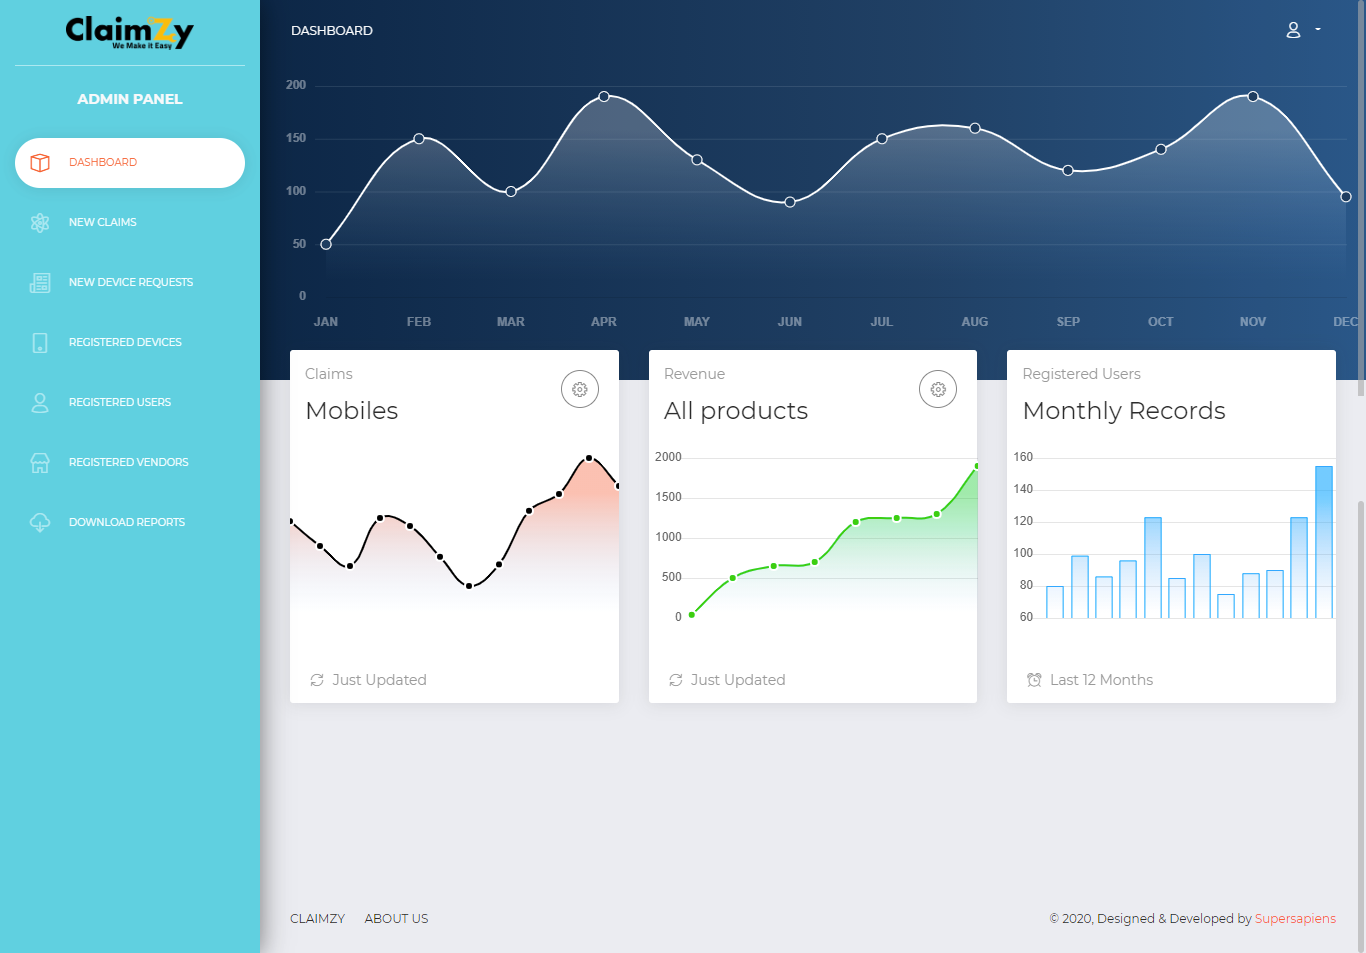 ClaimZy
We Make it Easy
ADMIN PANEL
DASHBOARD
NEW CLAIMS
NEW DEVICE REQUESTS
REGISTERED DEVICES
REGISTERED USERS
REGISTERED VENDORS
DOWNLOAD REPORTS
DASHBOARD
200
150
100
50
0
JAN FEB MAR APR MAY JUN JUL AUG SEP OCT NOV DEC
Claims
Mobiles
Just Updated
Revenue
All products
2000
1500
1000
500
0
Just Updated
Registered Users
Monthly Records
160
140
120
100
80
60
Last 12 Months
CLAIMZY ABOUT US
© 2020, Designed & Developed by Supersapiens